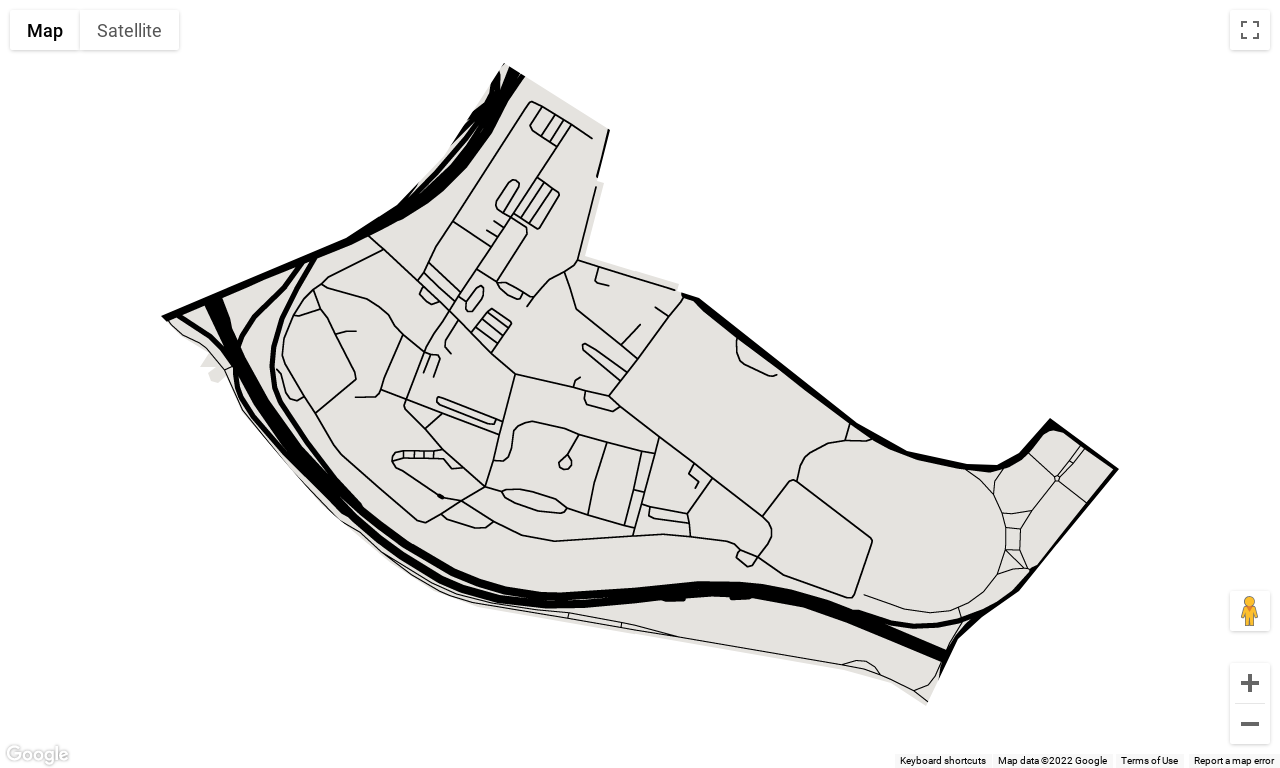 Map Satellite
Google
Keyboard shortcuts Map data ©2022 Google Terms of Use Report a map error